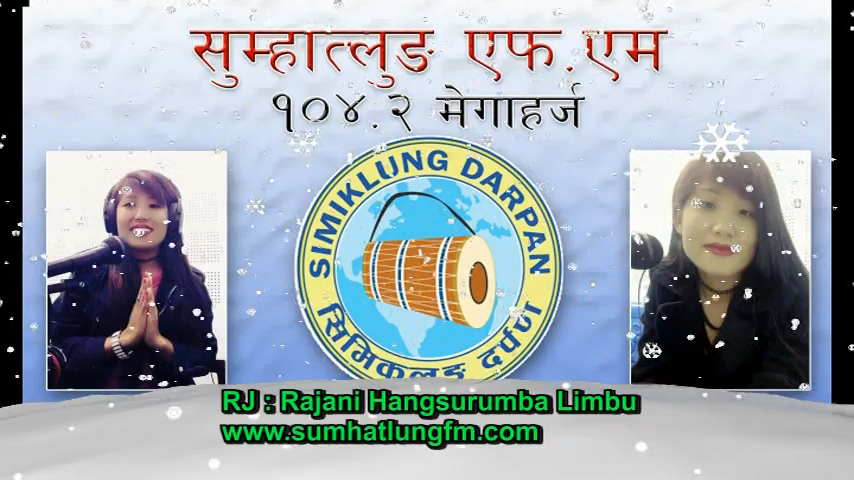 सुम्हात्लुङ एफ.एम
१०४.२ मेगाहर्ज
SIMIKLUNG DARPAN
सिमिकलुङ दर्पण
RJ : Rajani Hangsurumba Limbu
www.sumhatlungfm.com